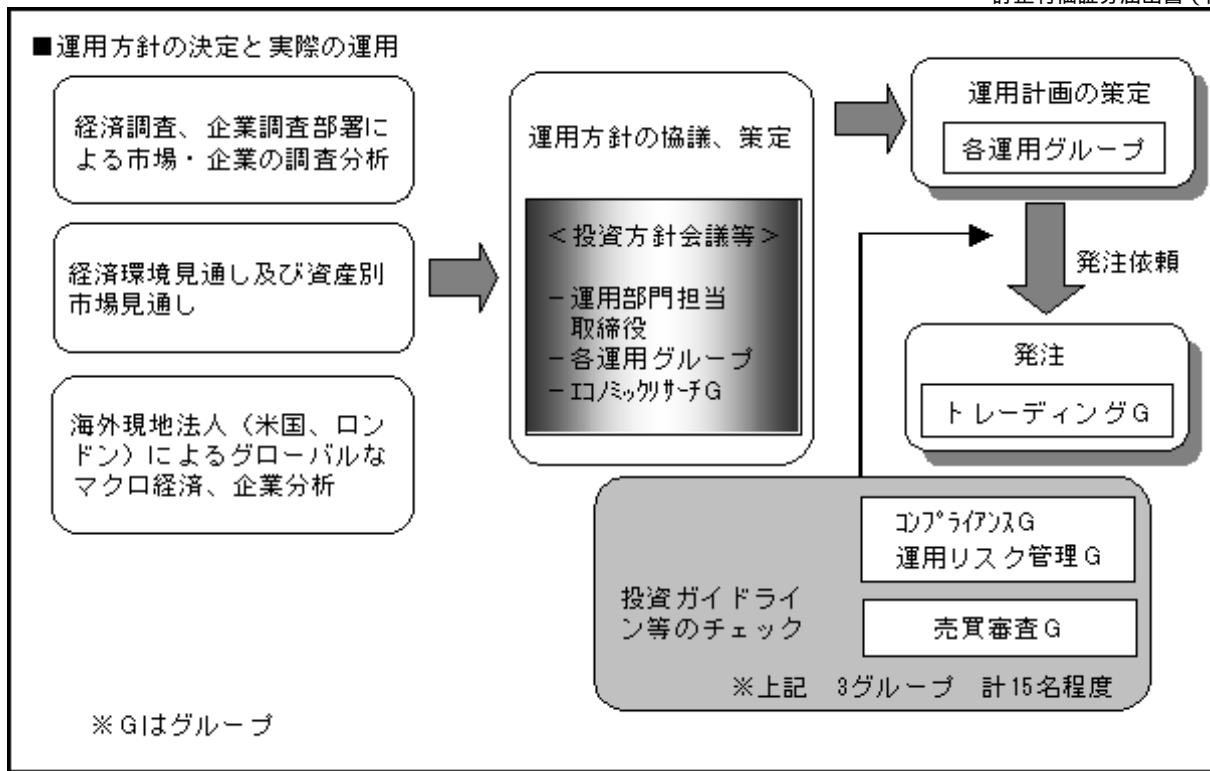 ■運用方針の決定と実際の運用
経済調査、企業調査部署に
よる市場・企業の調査分析
経済環境見通し及び資産別
市場見通し
海外現地法人（米国、ロン
ドン）によるグローバルな
マクロ経済、企業分析
運用方針の協議、策定
＜投資方針会議等＞
－運用部門担当
取締役
－各運用グループ
－ｴｺﾉﾐｯｸﾘｻｰﾁＧ
運用計画の策定
各運用グループ
発注依頼
発注
トレーディングＧ
ｺﾝﾌﾟﾗｲｱﾝｽＧ
運用リスク管理Ｇ
投資ガイドライ
ン等のチェック
売買審査Ｇ
※上記　3グループ　計15名程度
※Ｇはグループ